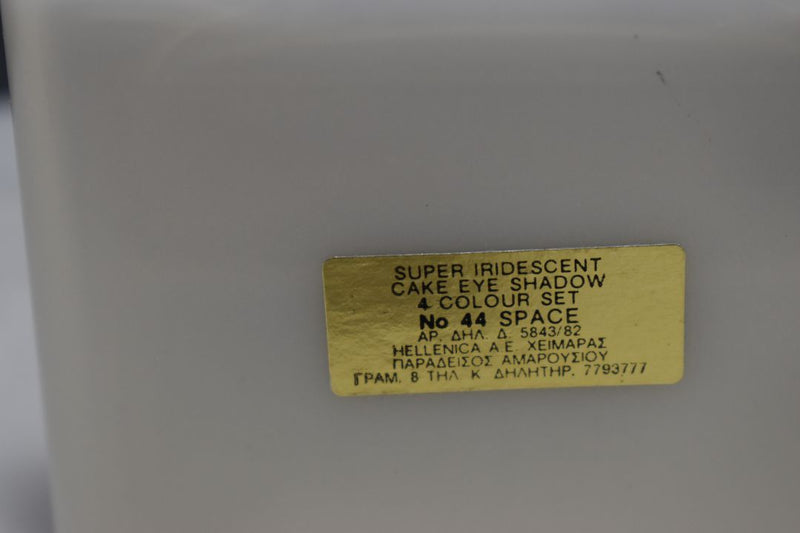 SUPER IRIDESCENT
CAKE EYE SHADOW
4 COLOUR SET
No 44 SPACE
ΑΡ. ΔΗΛ. Δ. 5843/82
HELLENICA A.E. ΧΕΙΜΑΡΑΣ
ΠΑΡΑΔΕΙΣΟΣ ΑΜΑΡΟΥΣΙΟΥ
ΓΡΑΜ. 8 ΤΗΛ. Κ. ΔΗΛΗΤΗΡ. 7793777